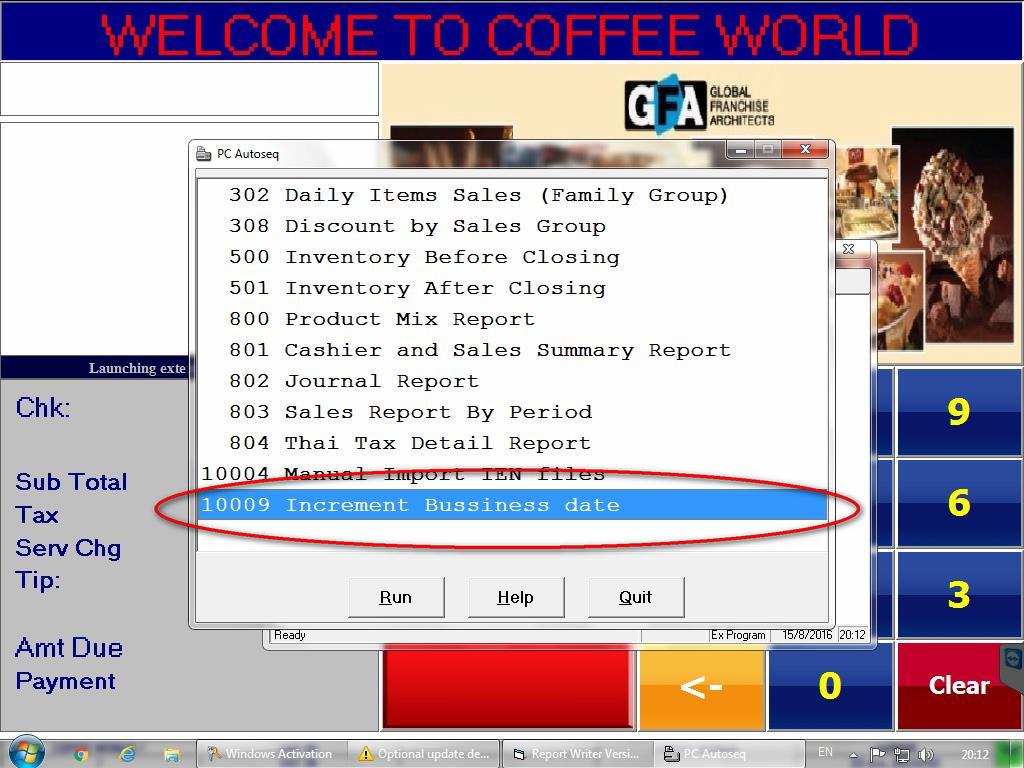 WELCOME TO COFFEE WORLD
GFA GLOBAL
FRANCHISE
ARCHITECTS
PC Autoseq
302 Daily Items Sales (Family Group)
308 Discount by Sales Group
500 Inventory Before Closing
501 Inventory After Closing
800 Product Mix Report
801 Cashier and Sales Summary Report
802 Journal Report
803 Sales Report By Period
804 Thai Tax Detail Report
10004 Manual Import IEN files
10009 Increment Bussiness date
Run Help Quit
Ready Ex Program 15/8/2016 20:12
Launching exte
Chk:
Sub Total
Tax
Serv Chg
Tip:
Amt Due
Payment
9
6
3
<- 0 Clear
Windows Activation Optional update de... Report Writer Versi... PC Autoseq EN 20:12